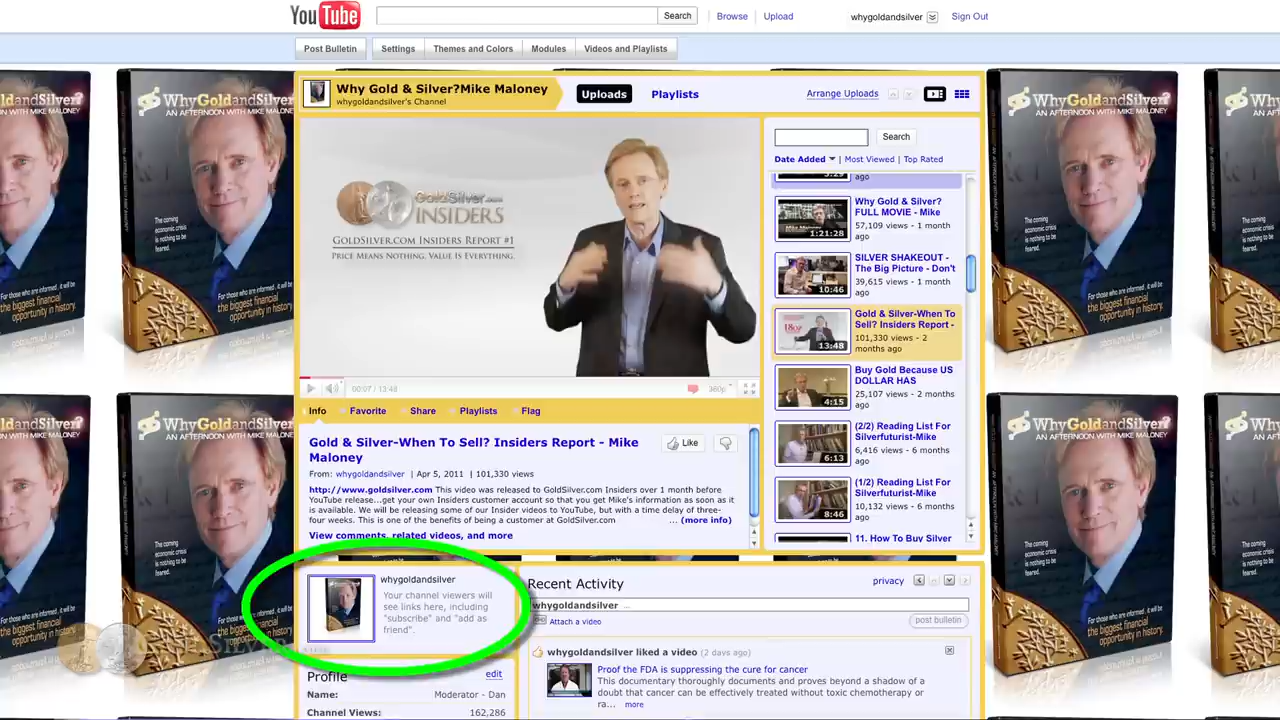 YouTube
Search
Browse
Upload
whygoldandsilver
Sign Out
Post Bulletin
Settings
Themes and Colors
Modules
Videos and Playlists
Why Gold & Silver?Mike Maloney
whygoldandsilver's Channel
Uploads
Playlists
Arrange Uploads
GoldSilver.com
INSIDERS
GOLDSILVER.COM INSIDERS REPORT #1
PRICE MEANS NOTHING. VALUE IS EVERYTHING.
00:07 / 13:48
360p
Search
Date Added | Most Viewed | Top Rated
ago
Why Gold & Silver?
FULL MOVIE - Mike
57,109 views - 1 month
ago
1:21:28
SILVER SHAKEOUT -
The Big Picture - Don't
39,615 views - 1 month
ago
10:46
Gold & Silver-When To
Sell? Insiders Report -
101,330 views - 2
months ago
13:48
Buy Gold Because US
DOLLAR HAS
25,107 views - 2
months ago
4:15
(2/2) Reading List For
Silverfuturist-Mike
6,416 views - 6 months
ago
6:13
(1/2) Reading List For
Silverfuturist-Mike
10,132 views - 6 months
ago
8:46
11. How To Buy Silver
Info
Favorite
Share
Playlists
Flag
Gold & Silver-When To Sell? Insiders Report - Mike
Maloney
Like
From: whygoldandsilver | Apr 5, 2011 | 101,330 views
http://www.goldsilver.com This video was released to GoldSilver.com Insiders over 1 month before
YouTube release...get your own Insiders customer account so that you get Mike's information as soon as it
is available. We will be releasing some of our Insider videos to YouTube, but with a time delay of three-
four weeks. This is one of the benefits of being a customer at GoldSilver.com ... (more info)
View comments, related videos, and more
whygoldandsilver
Your channel viewers will
see links here, including
"subscribe" and "add as
friend".
Profile
edit
Name: Moderator - Dan
Channel Views: 162,286
Recent Activity
privacy
whygoldandsilver ...
Attach a video
post bulletin
whygoldandsilver liked a video (2 days ago)
Proof the FDA is suppressing the cure for cancer
This documentary thoroughly documents and proves beyond a shadow of a
doubt that cancer can be effectively treated without toxic chemotherapy or
ra... more
WhyGoldandSilver?
AN AFTERNOON WITH MIKE MALONEY
The coming
economic crisis
is nothing to be
feared.
For those who are informed, it will be
the biggest financial
opportunity in history.